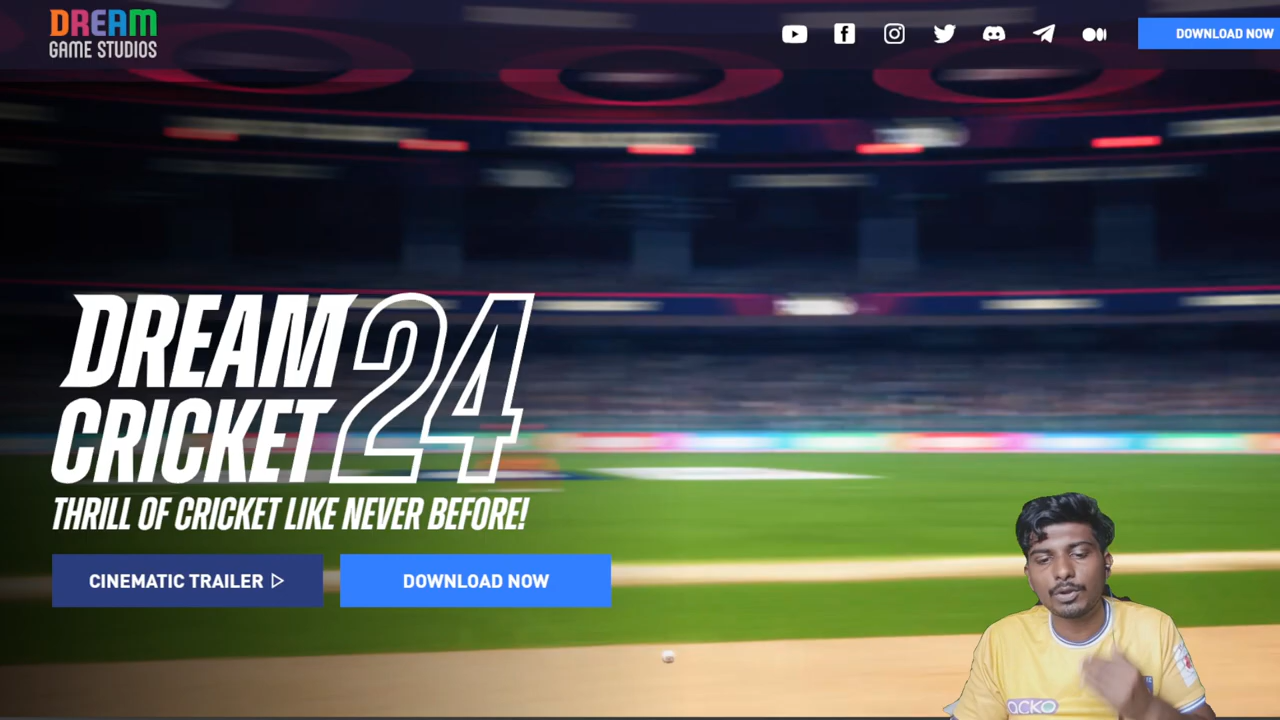 DREAM
GAME STUDIOS
DOWNLOAD NOW
DREAM
CRICKET 24
THRILL OF CRICKET LIKE NEVER BEFORE!
CINEMATIC TRAILER
DOWNLOAD NOW
ACKO